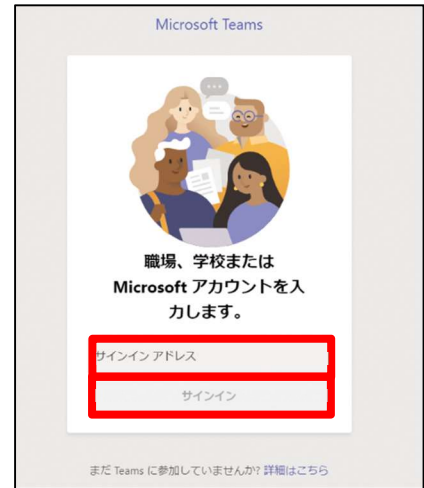 Microsoft Teams
職場、学校または
Microsoft アカウントを入
力します。
サインイン アドレス
サインイン
まだ Teams に参加していませんか? 詳細はこちら